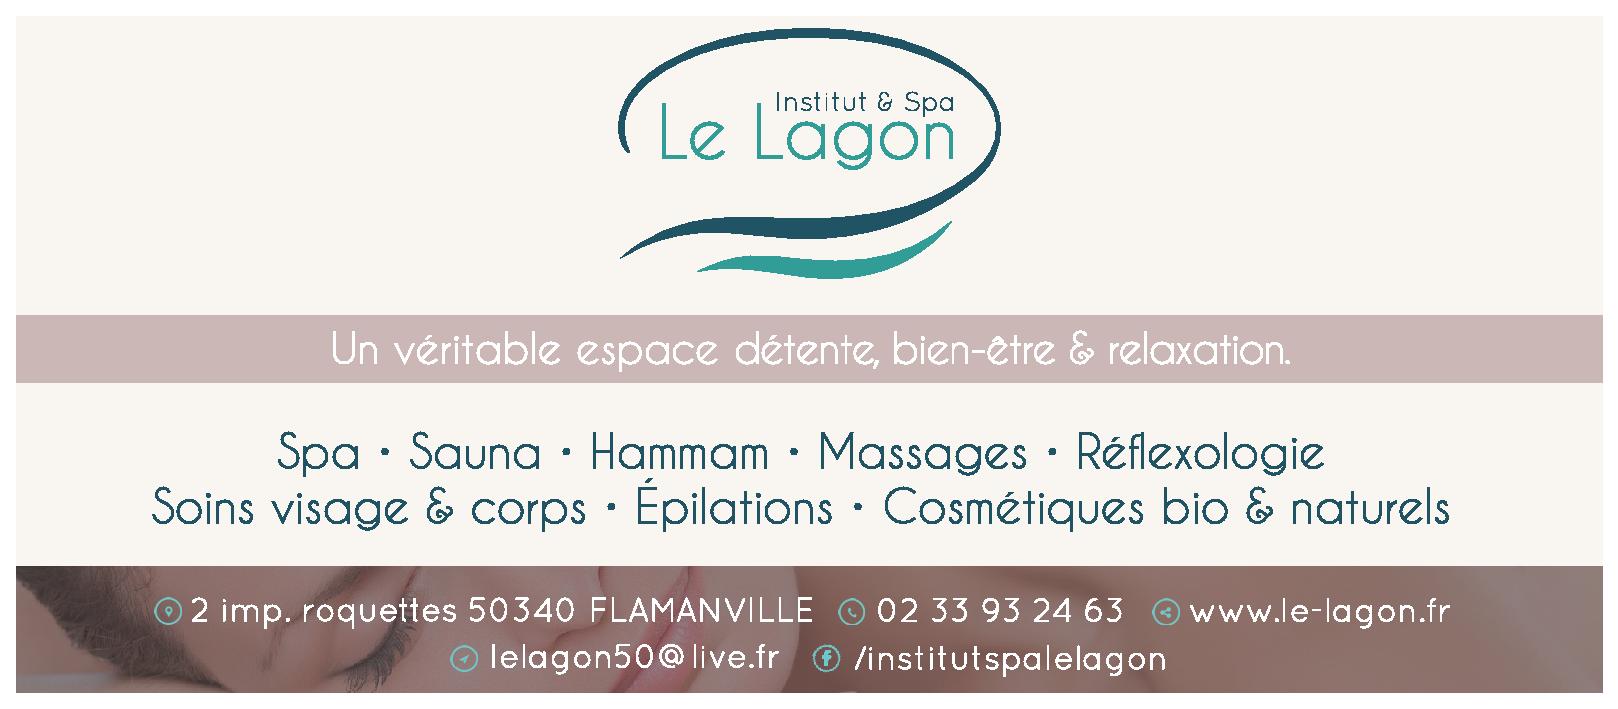 Institut & Spa
Le Lagon
Un véritable espace détente, bien-être & relaxation.
Spa • Sauna • Hammam • Massages • Réflexologie
Soins visage & corps • Épilations • Cosmétiques bio & naturels
2 imp. roquettes 50340 FLAMANVILLE 02 33 93 24 63 www.le-lagon.fr
lelagon50@live.fr /institutspalelagon